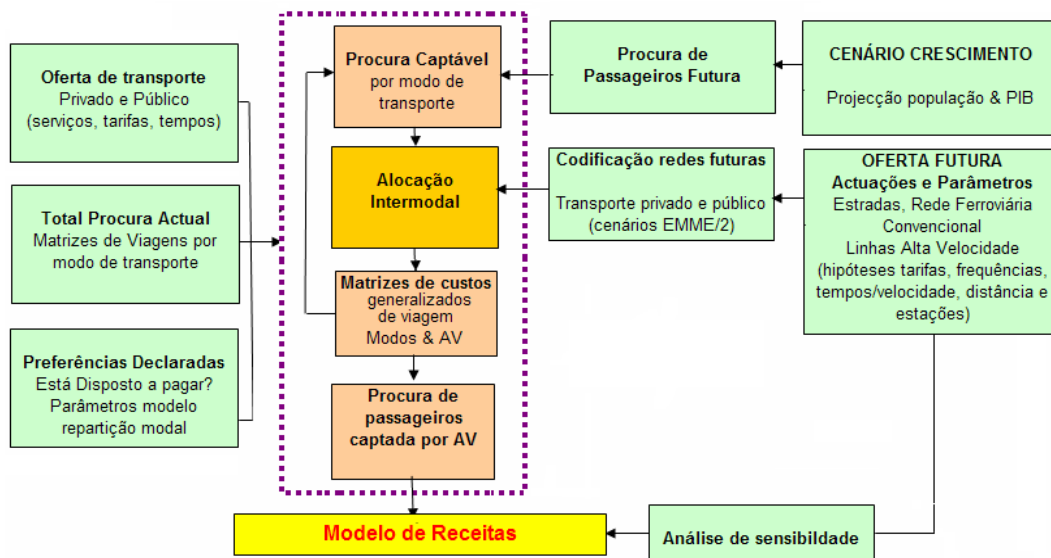 Oferta de transporte
Privado e Público
(serviços, tarifas, tempos)
Total Procura Actual
Matrizes de Viagens por
modo de transporte
Preferências Declaradas
Está Disposto a pagar?
Parâmetros modelo
repartição modal
Procura Captável
por modo de
transporte
Alocação
Intermodal
Matrizes de custos
generalizados
de viagem
Modos & AV
Procura de
passageiros
captada por AV
Modelo de Receitas
Procura de
Passageiros Futura
Codificação redes futuras
Transporte privado e público
(cenários EMME/2)
CENÁRIO CRESCIMENTO
Projecção população & PIB
OFERTA FUTURA
Actuações e Parâmetros
Estradas, Rede Ferroviária
Convencional
Linhas Alta Velocidade
(hipóteses tarifas, frequências,
tempos/velocidade, distância e
estações)
Análise de sensibildade